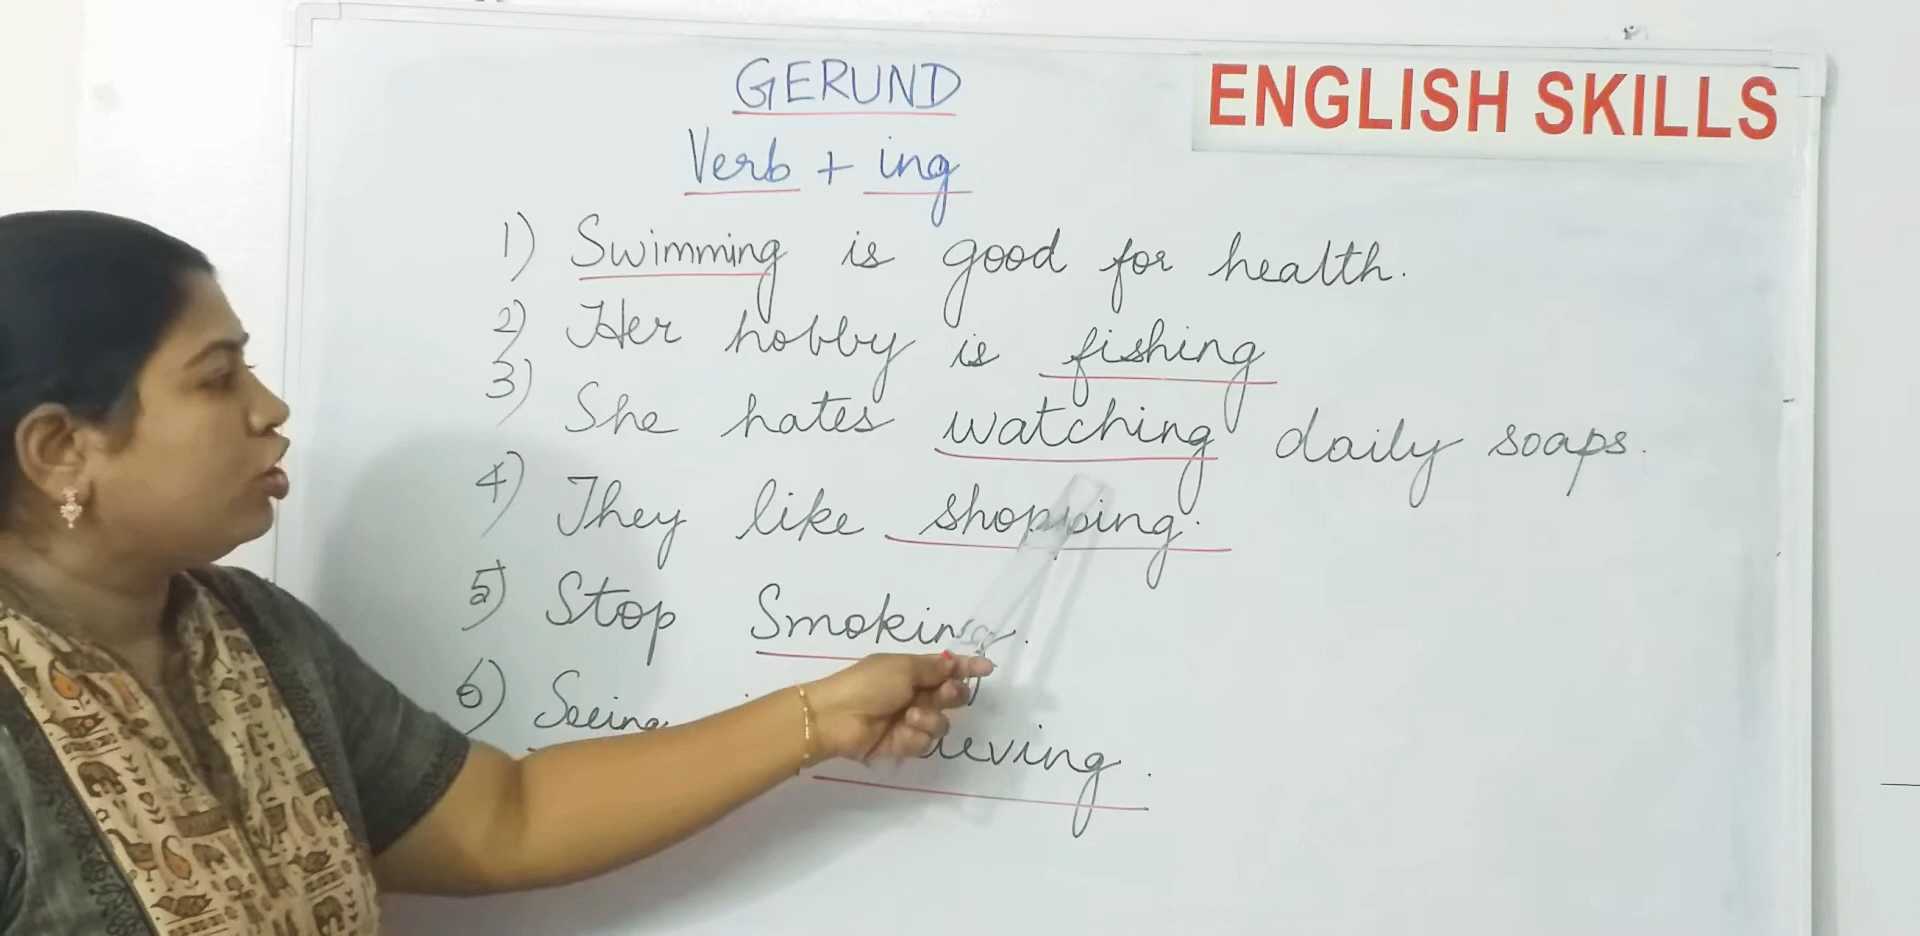 GERUND
ENGLISH SKILLS
Verb + ing
1) Swimming is good for health.
2) Her hobby is fishing
3) She hates watching daily soaps.
4) They like shopping.
5) Stop Smoking.
6) Seeing